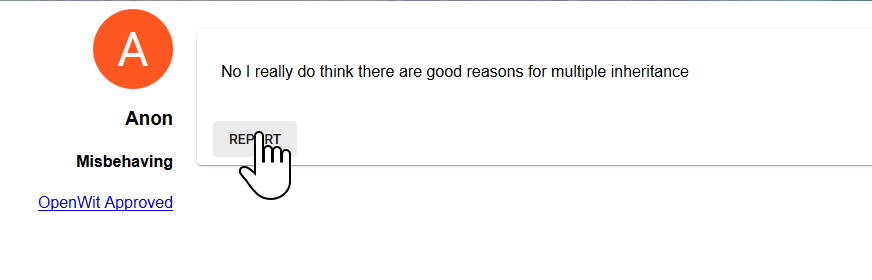 A
Anon
Misbehaving
OpenWit Approved
No I really do think there are good reasons for multiple inheritance
REPORT